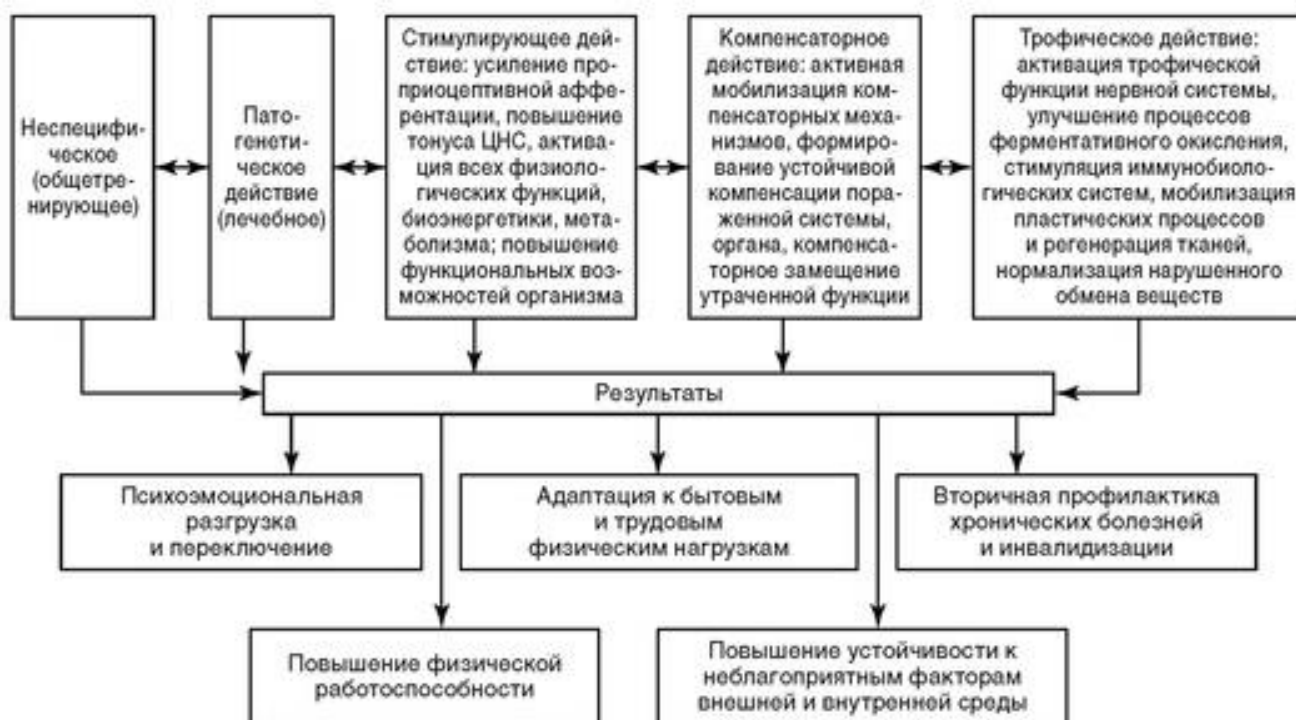 Неспецифи-
ческое
(общетре-
нирующее)
Пато-
генети-
ческое
действие
(лечебное)
Стимулирующее дей-
ствие: усиление про-
приоцептивной аффе-
рентации, повышение
тонуса ЦНС, актива-
ция всех физиоло-
гических функций,
биоэнергетики, мета-
болизма; повышение
функциональных воз-
можностей организма
Компенсаторное
действие: активная
мобилизация ком-
пенсаторных меха-
низмов, формиро-
вание устойчивой
компенсации пора-
женной системы,
органа, компенса-
торное замещение
утраченной функции
Трофическое действие:
активация трофической
функции нервной системы,
улучшение процессов
ферментативного окисления,
стимуляция иммунобиоло-
гических систем, мобилизация
пластических процессов
и регенерация тканей,
нормализация нарушенного
обмена веществ
Результаты
Психоэмоциональная
разгрузка
и переключение
Адаптация к бытовым
и трудовым
физическим нагрузкам
Вторичная профилактика
хронических болезней
и инвалидизации
Повышение физической
работоспособности
Повышение устойчивости к
неблагоприятным факторам
внешней и внутренней среды